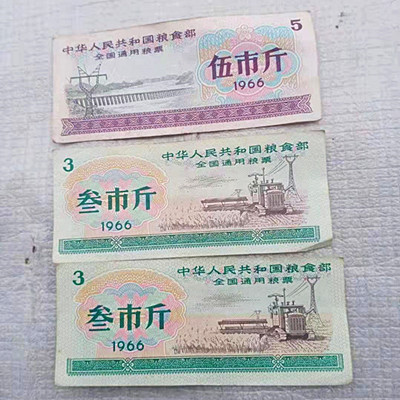 中华人民共和国粮食部 5
全国通用粮票
伍市斤
1966
3 中华人民共和国粮食部
全国通用粮票
叁市斤
1966
3 中华人民共和国粮食部
全国通用粮票
叁市斤
1966